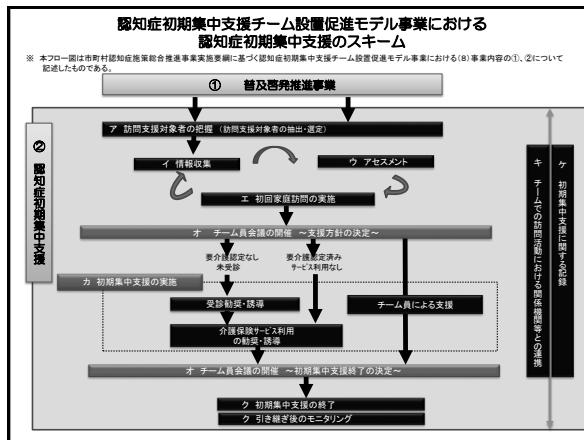 認知症初期集中支援チーム設置促進モデル事業における
認知症初期集中支援のスキーム
※ 本フロー図は市町村認知症施策総合推進事業実施要綱に基づく認知症初期集中支援チーム設置促進モデル事業における(8)事業内容の①、②について
記述したものである。
① 普及啓発推進事業
② 認知症初期集中支援
ア 訪問支援対象者の把握 (訪問支援対象者の抽出・選定)
イ 情報収集
ウ アセスメント
エ 初回家庭訪問の実施
オ チーム員会議の開催 ～支援方針の決定～
要介護認定なし
未受診
要介護認定済み
サービス利用なし
カ 初期集中支援の実施
受診勧奨・誘導
チーム員による支援
介護保険サービス利用
の勧奨・誘導
オ チーム員会議の開催 ～初期集中支援終了の決定～
ク 初期集中支援の終了
ク 引き継ぎ後のモニタリング
ケ 初期集中支援に関する記録
キ チームでの訪問活動における関係機関等との連携